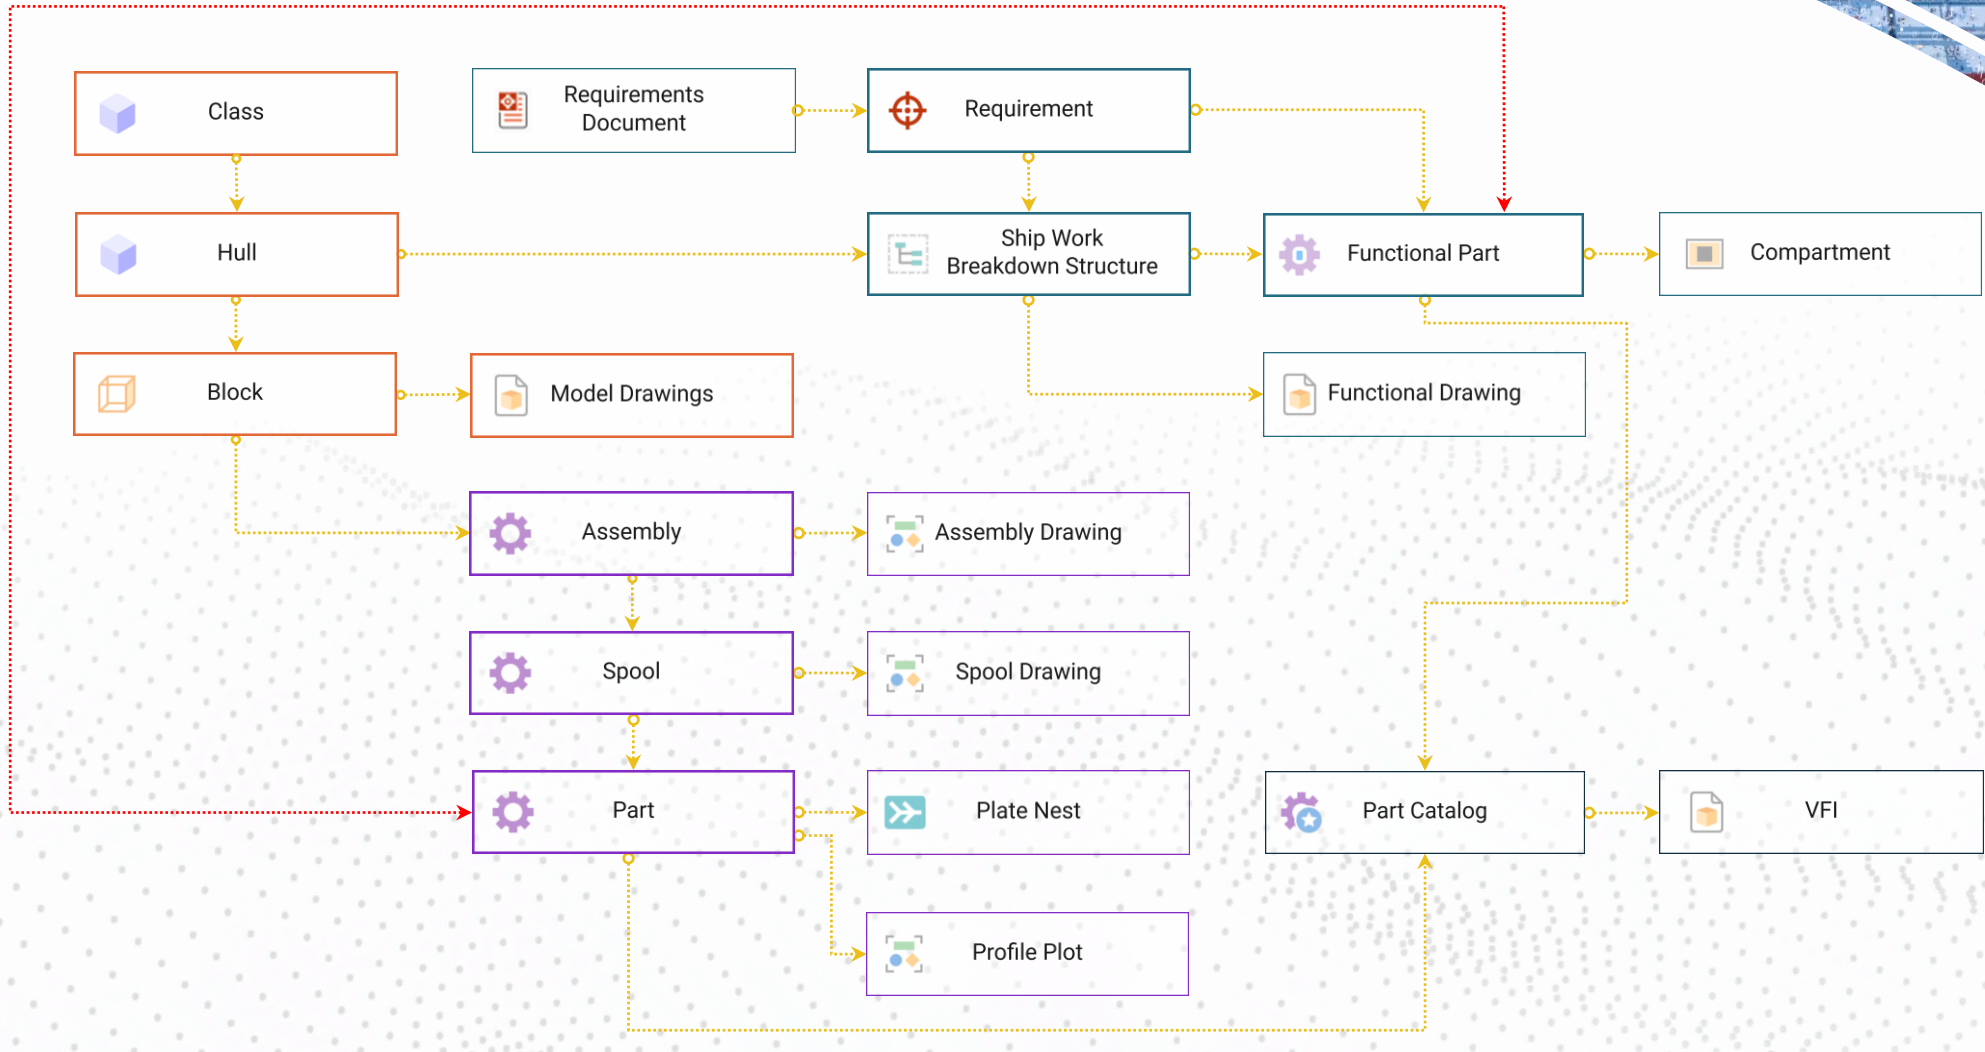 Class
Requirements
Document
Requirement
Hull
Ship Work
Breakdown Structure
Functional Part
Compartment
Block
Model Drawings
Functional Drawing
Assembly
Assembly Drawing
Spool
Spool Drawing
Part
Plate Nest
Part Catalog
VFI
Profile Plot